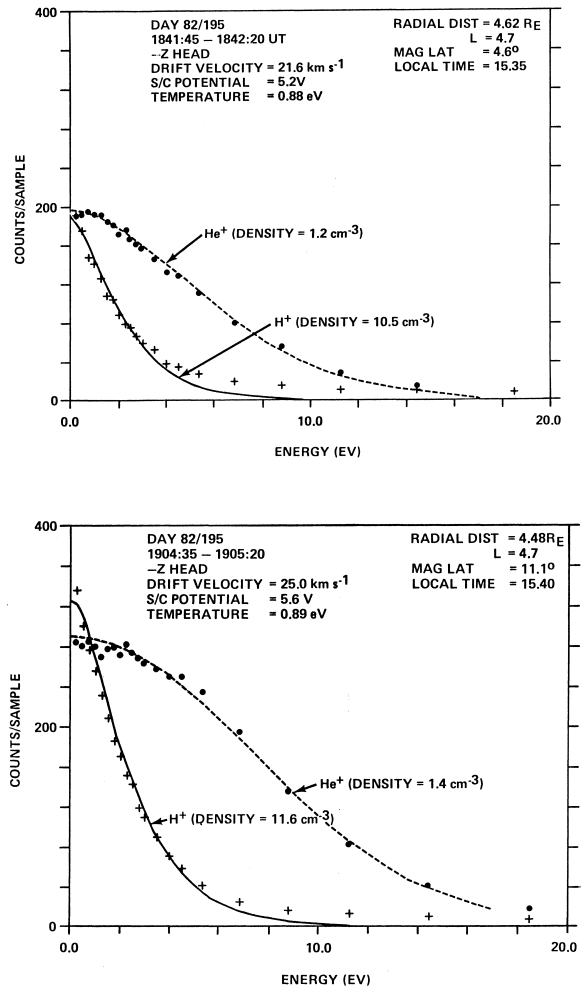 400
DAY 82/195
1841:45 – 1842:20 UT
–Z HEAD
DRIFT VELOCITY = 21.6 km s-1
S/C POTENTIAL = 5.2V
TEMPERATURE = 0.88 eV
RADIAL DIST = 4.62 RE
L = 4.7
MAG LAT = 4.6o
LOCAL TIME = 15.35
COUNTS/SAMPLE
200
He+ (DENSITY = 1.2 cm-3)
H+ (DENSITY = 10.5 cm-3)
0
0.0 10.0 20.0
ENERGY (EV)
400
DAY 82/195
1904:35 – 1905:20
–Z HEAD
DRIFT VELOCITY = 25.0 km s-1
S/C POTENTIAL = 5.6 V
TEMPERATURE = 0.89 eV
RADIAL DIST = 4.48RE
L = 4.7
MAG LAT = 11.1o
LOCAL TIME = 15.40
COUNTS/SAMPLE
200
He+ (DENSITY = 1.4 cm-3)
H+ (DENSITY = 11.6 cm-3)
0
0.0 10.0 20.0
ENERGY (EV)